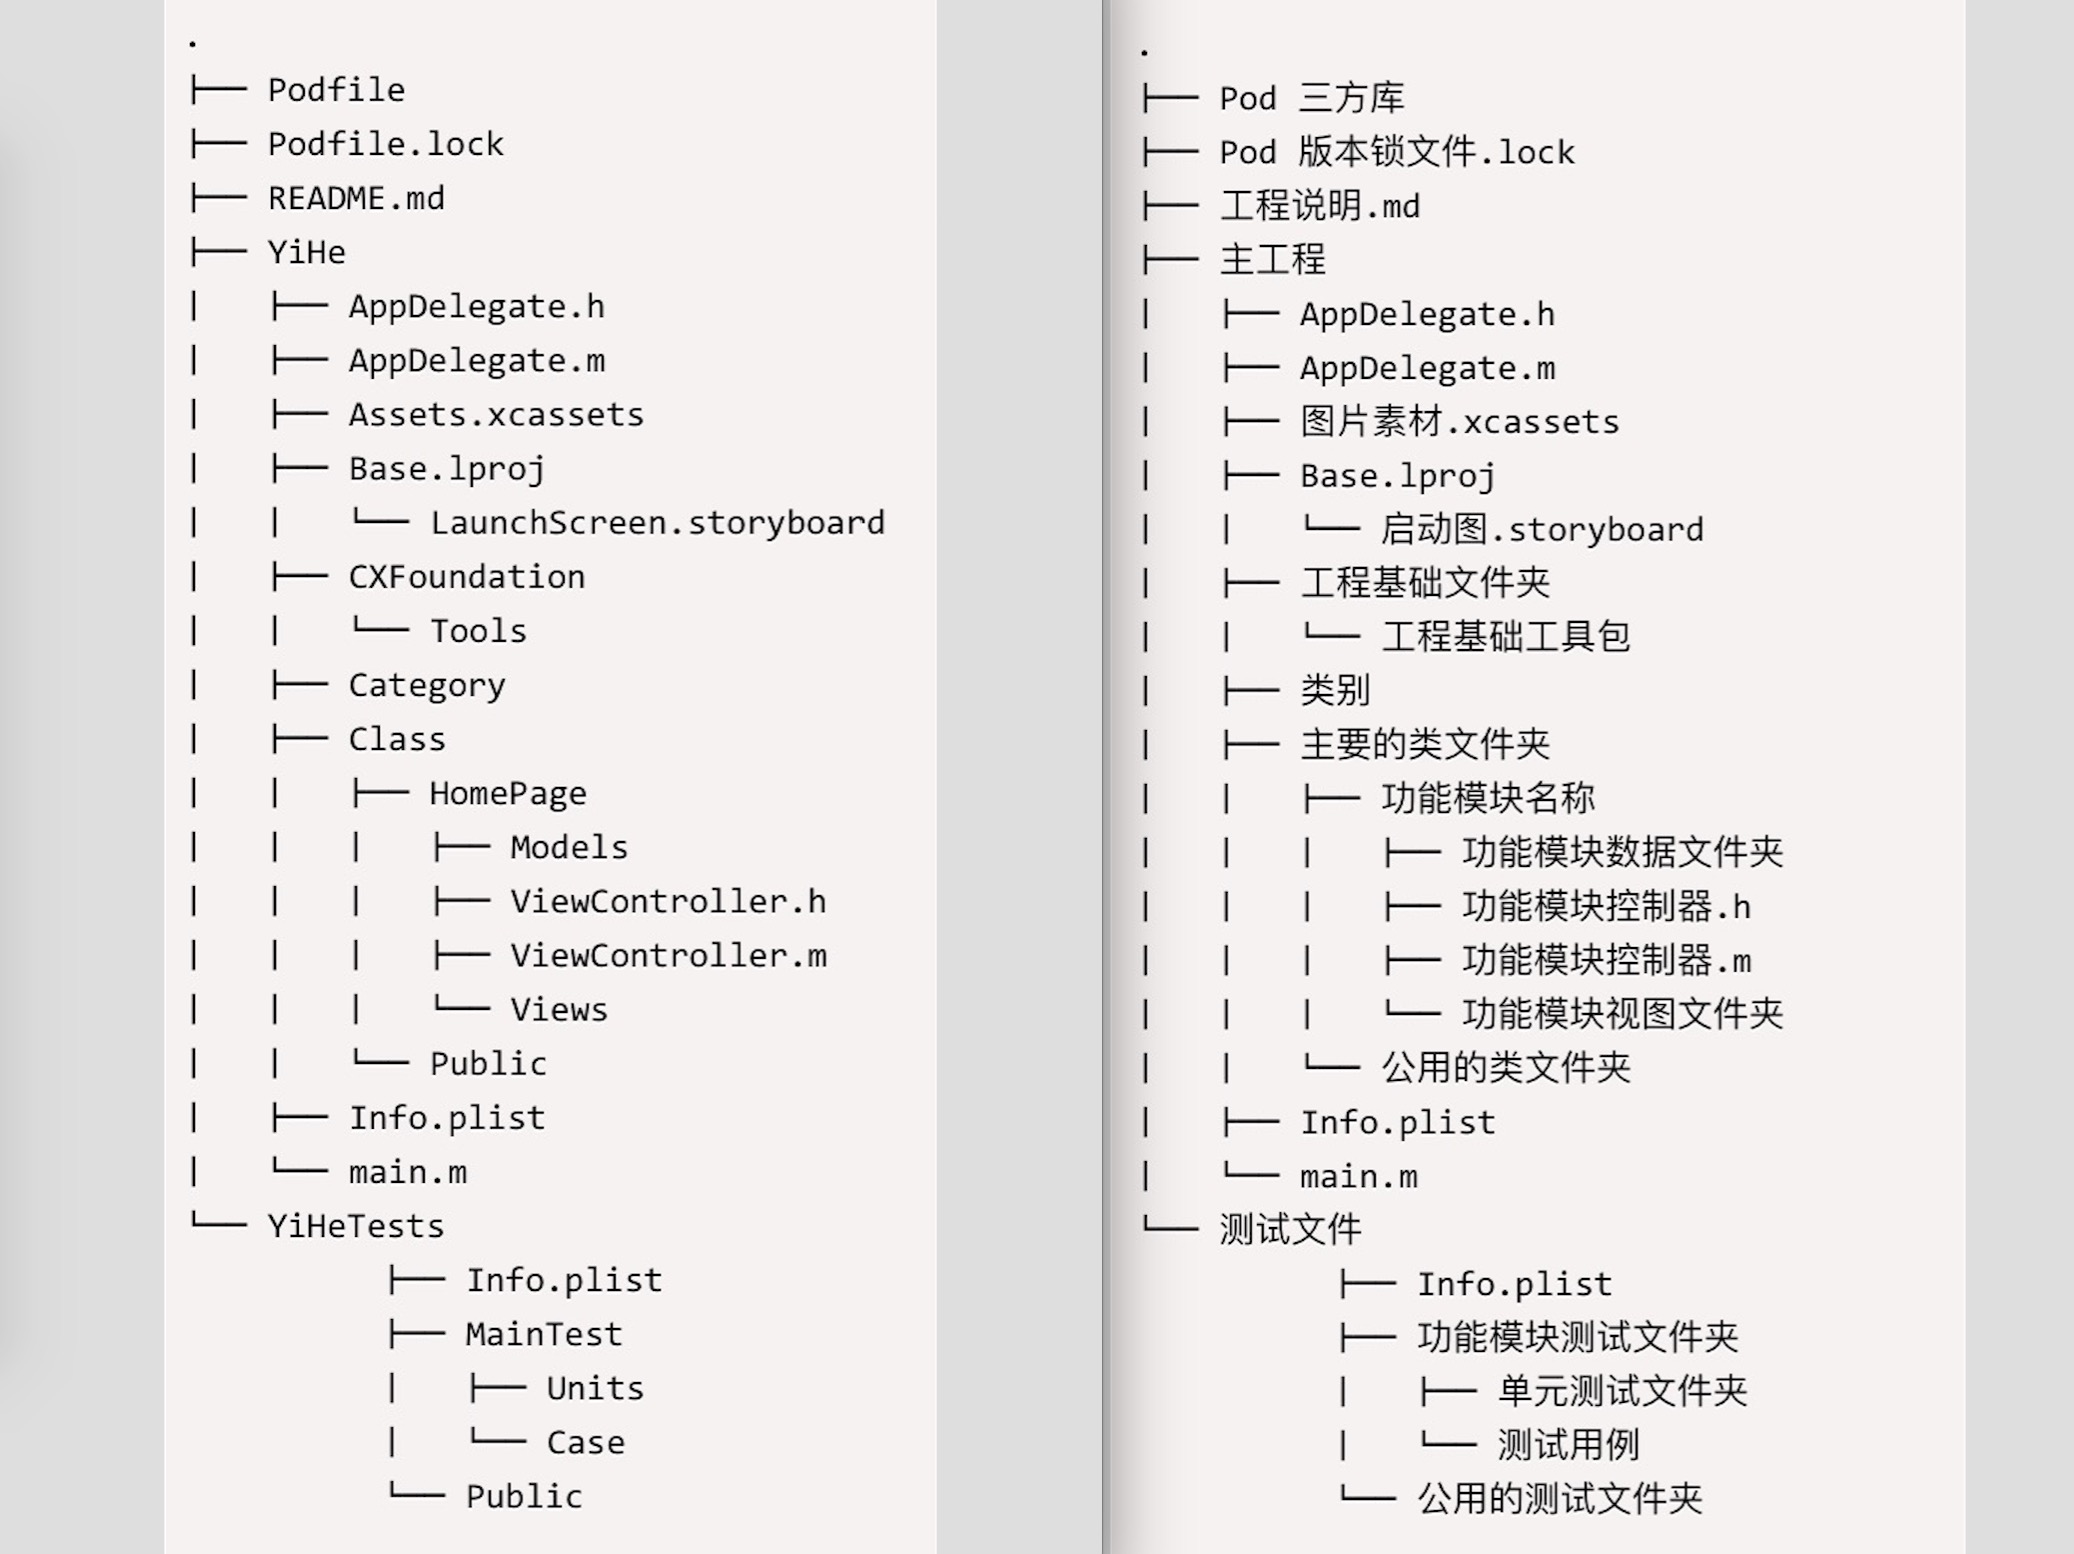 .
├── Podfile
├── Podfile.lock
├── README.md
├── YiHe
|   ├── AppDelegate.h
|   ├── AppDelegate.m
|   ├── Assets.xcassets
|   ├── Base.lproj
|   |   └── LaunchScreen.storyboard
|   ├── CXFoundation
|   |   └── Tools
|   ├── Category
|   ├── Class
|   |   ├── HomePage
|   |   |   ├── Models
|   |   |   ├── ViewController.h
|   |   |   ├── ViewController.m
|   |   |   └── Views
|   |   └── Public
|   ├── Info.plist
|   └── main.m
└── YiHeTests
          ├── Info.plist
          ├── MainTest
          |   ├── Units
          |   └── Case
          └── Public
.
├── Pod 三方库
├── Pod 版本锁文件.lock
├── 工程说明.md
├── 主工程
|   ├── AppDelegate.h
|   ├── AppDelegate.m
|   ├── 图片素材.xcassets
|   ├── Base.lproj
|   |   └── 启动图.storyboard
|   ├── 工程基础文件夹
|   |   └── 工程基础工具包
|   ├── 类别
|   ├── 主要的类文件夹
|   |   ├── 功能模块名称
|   |   |   ├── 功能模块数据文件夹
|   |   |   ├── 功能模块控制器.h
|   |   |   ├── 功能模块控制器.m
|   |   |   └── 功能模块视图文件夹
|   |   └── 公用的类文件夹
|   ├── Info.plist
|   └── main.m
└── 测试文件
          ├── Info.plist
          ├── 功能模块测试文件夹
          |   ├── 单元测试文件夹
          |   └── 测试用例
          └── 公用的测试文件夹